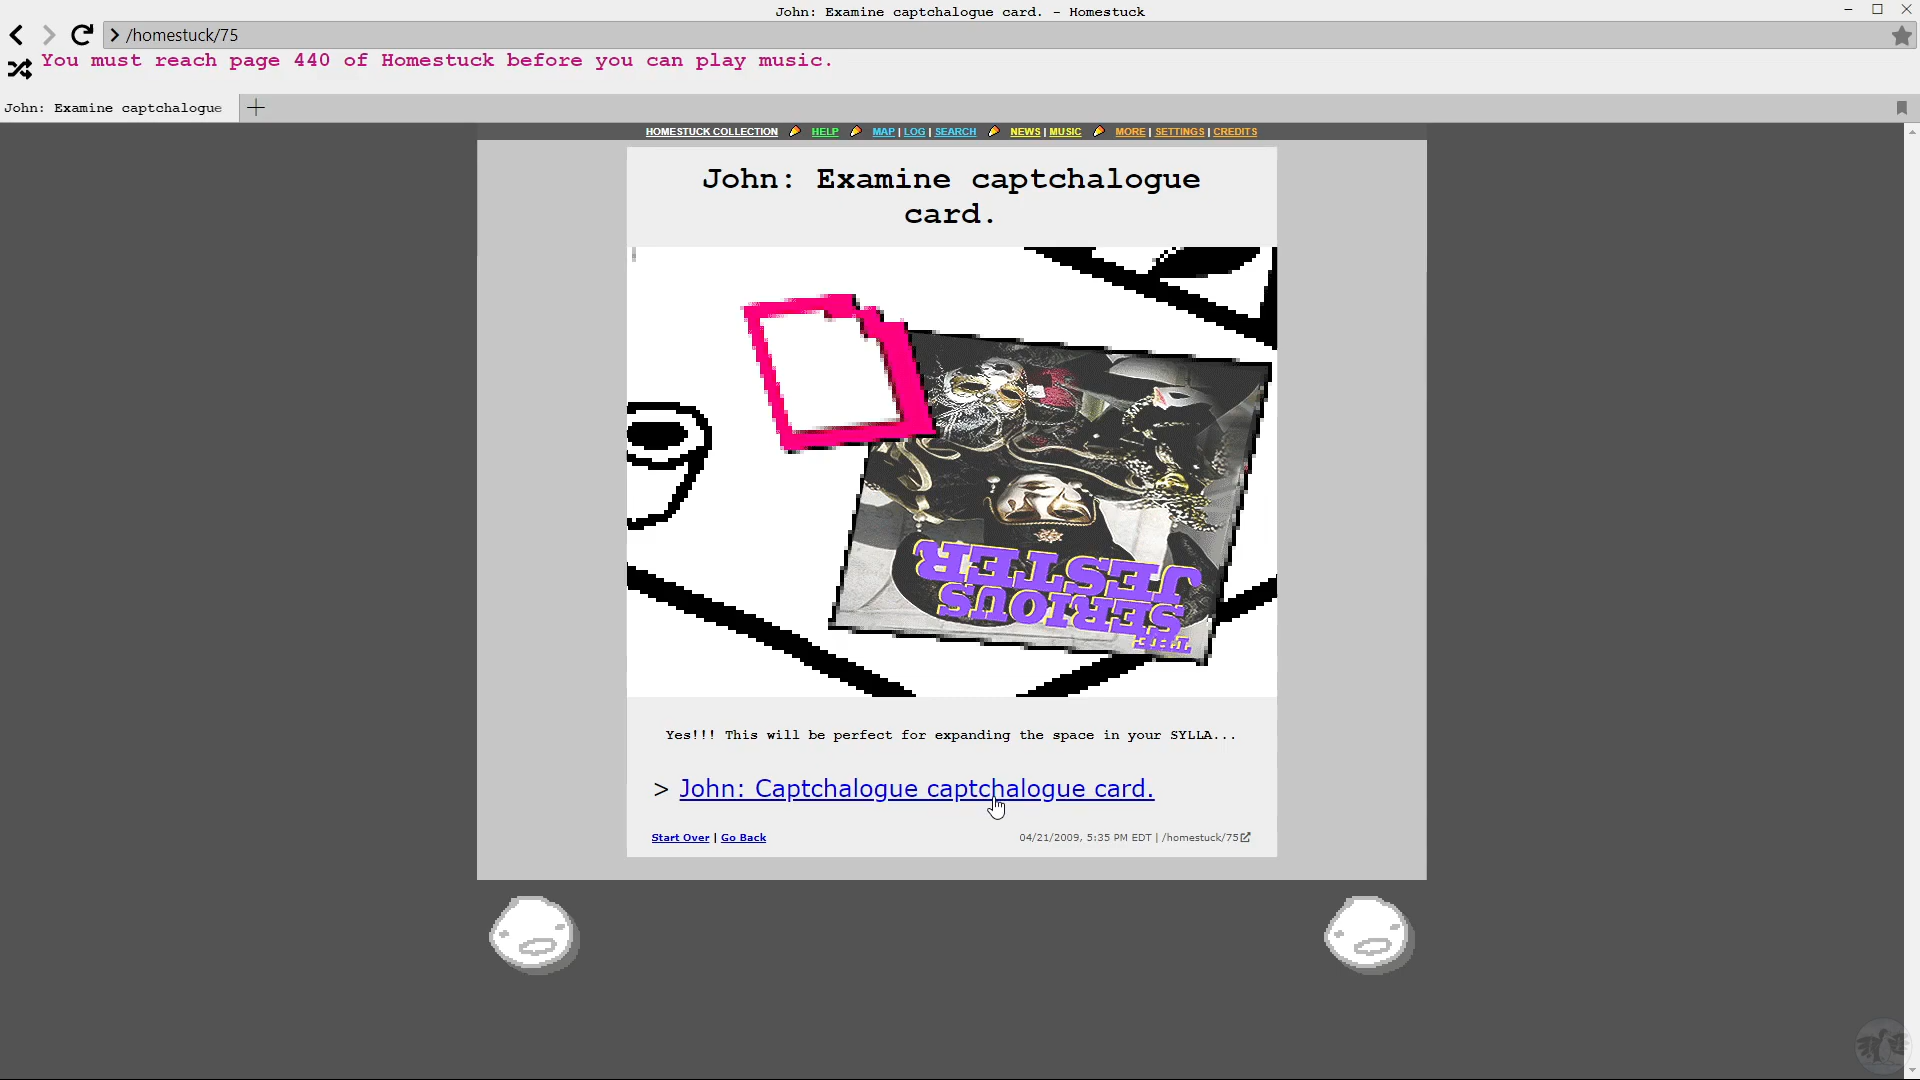 John: Examine captchalogue card. - Homestuck
/homestuck/75
You must reach page 440 of Homestuck before you can play music.
John: Examine captchalogue
HOMESTUCK COLLECTION HELP MAP | LOG | SEARCH NEWS | MUSIC MORE | SETTINGS | CREDITS
John: Examine captchalogue
card.
THE
SERIOUS
JESTER
Yes!!! This will be perfect for expanding the space in your SYLLA...
> John: Captchalogue captchalogue card.
Start Over | Go Back 04/21/2009, 5:35 PM EDT | /homestuck/75